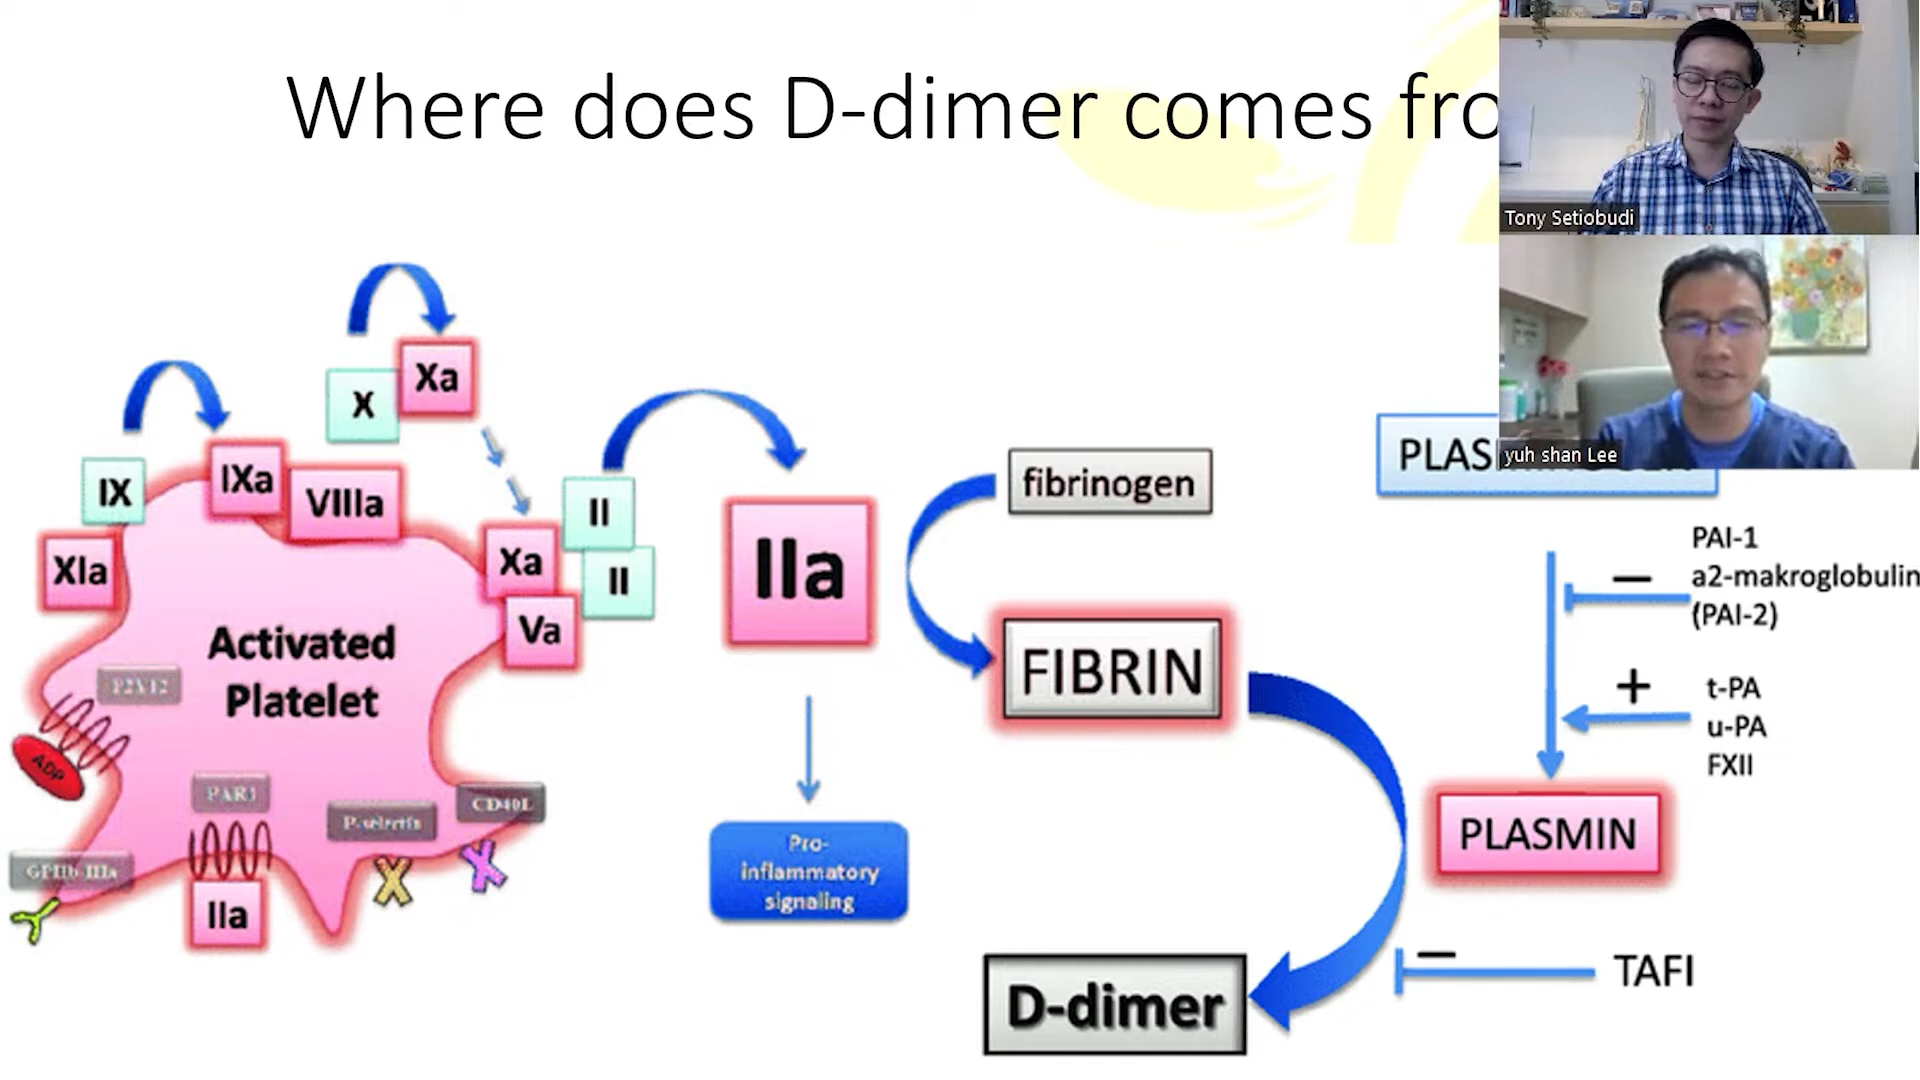 Where does D-dimer comes fro
Tony Setiobudi
yuh shan Lee
Xa
X
IXa
IX
VIIIa
XIa
II
II
Xa
Va
IIa
fibrinogen
PLAS
PAI-1
a2-makroglobulin
(PAI-2)
Activated
Platelet
P2Y12
FIBRIN
t-PA
u-PA
FXII
ADP
PAR1
P-selectin
CD40L
GPIIb-IIIa
IIa
Pro-
inflammatory
signaling
PLASMIN
TAFI
D-dimer